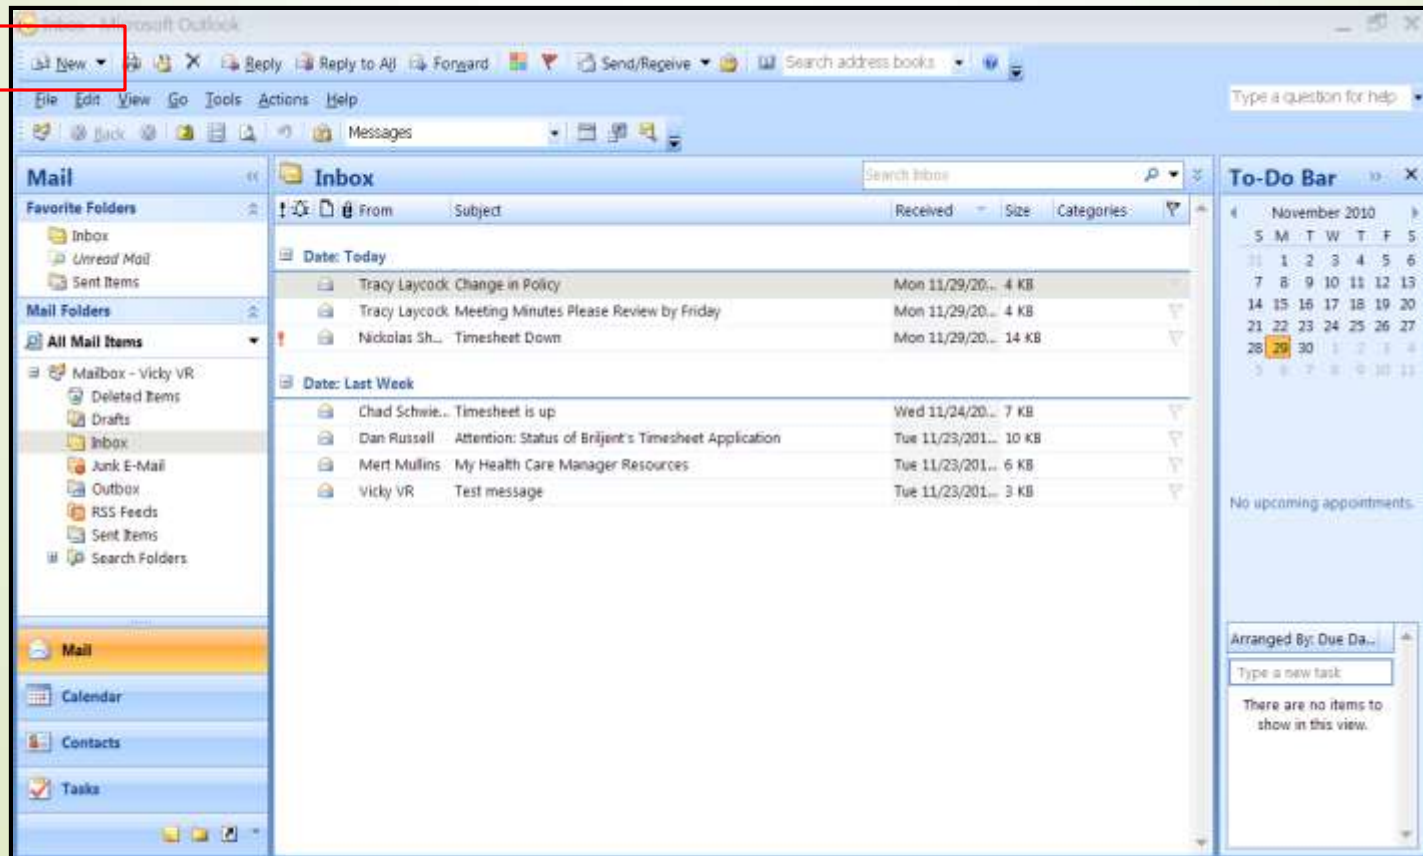 Inbox - Microsoft Outlook
New Reply Reply to All Forward Send/Receive Search address books
File Edit View Go Tools Actions Help Type a question for help
Back Messages
Mail
Favorite Folders
Inbox
Unread Mail
Sent Items
Mail Folders
All Mail Items
Mailbox - Vicky VR
Deleted Items
Drafts
Inbox
Junk E-Mail
Outbox
RSS Feeds
Sent Items
Search Folders
Mail
Calendar
Contacts
Tasks
Inbox Search Inbox
From Subject Received Size Categories
Date: Today
Tracy Laycock Change in Policy Mon 11/29/20... 4 KB
Tracy Laycock Meeting Minutes Please Review by Friday Mon 11/29/20... 4 KB
! Nickolas Sh... Timesheet Down Mon 11/29/20... 14 KB
Date: Last Week
Chad Schwie... Timesheet is up Wed 11/24/20... 7 KB
Dan Russell Attention: Status of Briljent's Timesheet Application Tue 11/23/201... 10 KB
Mert Mullins My Health Care Manager Resources Tue 11/23/201... 6 KB
Vicky VR Test message Tue 11/23/201... 3 KB
To-Do Bar
November 2010
S M T W T F S
31 1 2 3 4 5 6
7 8 9 10 11 12 13
14 15 16 17 18 19 20
21 22 23 24 25 26 27
28 29 30 1 2 3 4
5 6 7 8 9 10 11
No upcoming appointments.
Arranged By: Due Da...
Type a new task
There are no items to
show in this view.